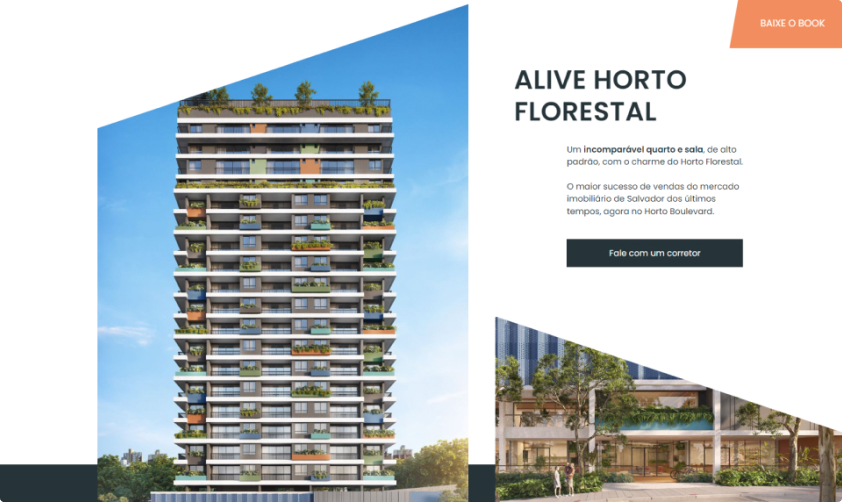 BAIXE O BOOK
ALIVE HORTO
FLORESTAL
Um incomparável quarto e sala, de alto
padrão, com o charme do Horto Florestal.
O maior sucesso de vendas do mercado
imobiliário de Salvador dos últimos
tempos, agora no Horto Boulevard.
Fale com um corretor